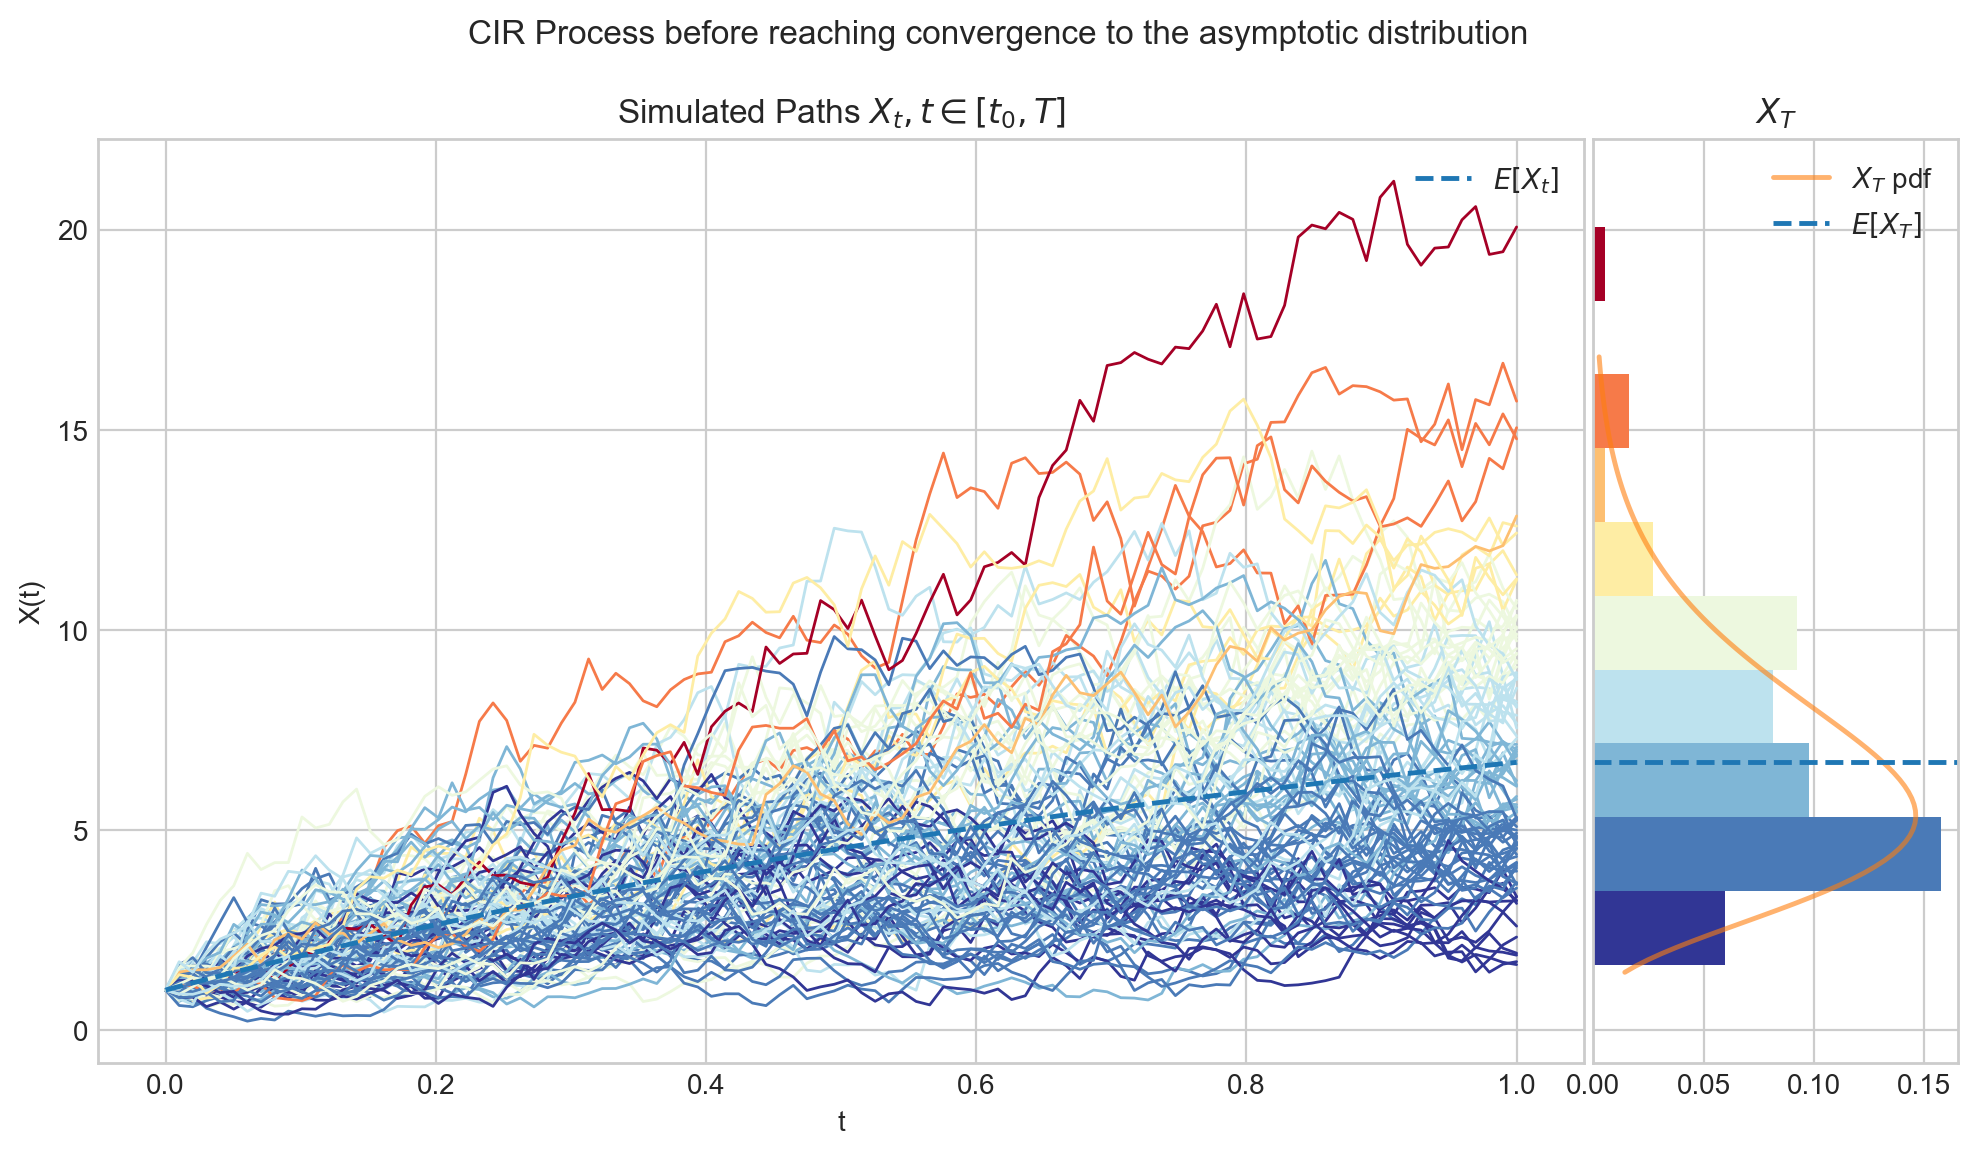 CIR Process before reaching convergence to the asymptotic distribution
Simulated Paths $X_t, t \in [t_0, T]$
$E[X_t]$
X(t)
20
15
10
5
0
0.0 0.2 0.4 0.6 0.8 1.0
t
$X_T$
$X_T$ pdf
$E[X_T]$
0.00 0.05 0.10 0.15